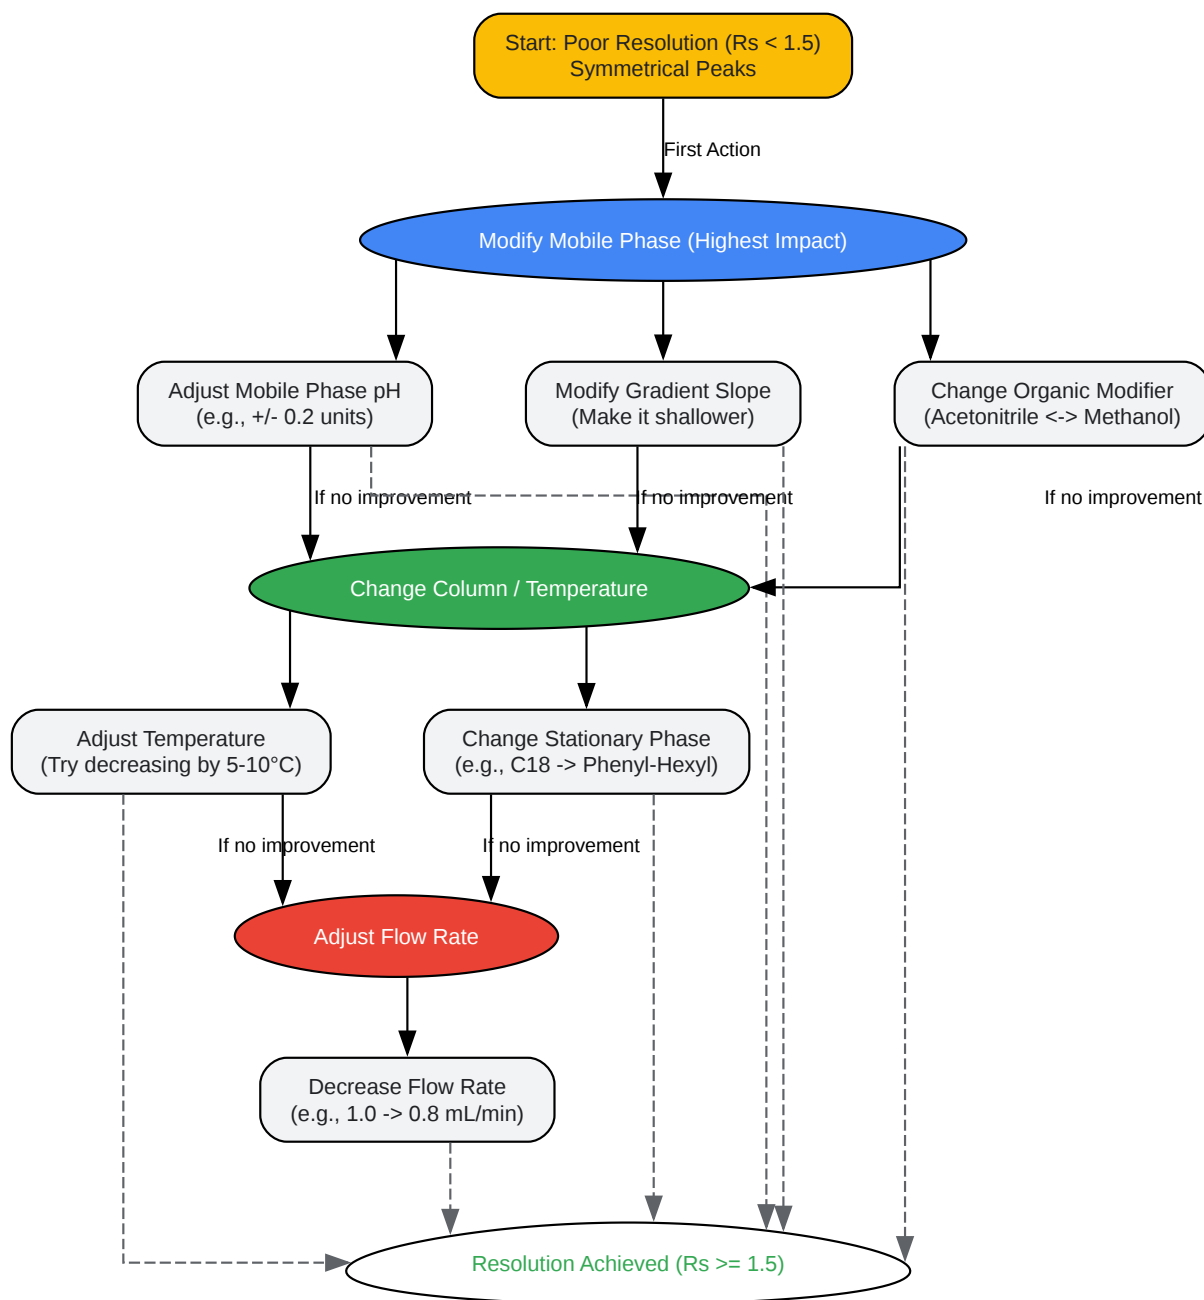 Start: Poor Resolution (Rs < 1.5)
Symmetrical Peaks
First Action
Modify Mobile Phase (Highest Impact)
Adjust Mobile Phase pH
(e.g., +/- 0.2 units)
Modify Gradient Slope
(Make it shallower)
Change Organic Modifier
(Acetonitrile <-> Methanol)
If no improvement
If no improvement
If no improvement
Change Column / Temperature
Adjust Temperature
(Try decreasing by 5-10°C)
Change Stationary Phase
(e.g., C18 -> Phenyl-Hexyl)
If no improvement
If no improvement
Adjust Flow Rate
Decrease Flow Rate
(e.g., 1.0 -> 0.8 mL/min)
Resolution Achieved (Rs >= 1.5)